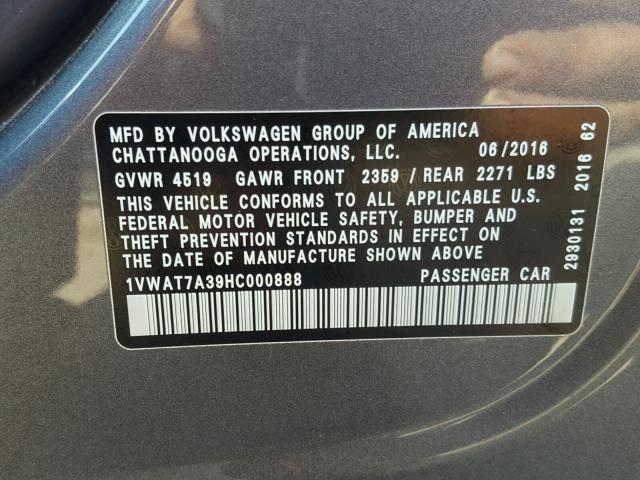 MFD BY VOLKSWAGEN GROUP OF AMERICA
CHATTANOOGA OPERATIONS, LLC. 06/2016
GVWR 4519 GAWR FRONT 2359 / REAR 2271 LBS
THIS VEHICLE CONFORMS TO ALL APPLICABLE U.S.
FEDERAL MOTOR VEHICLE SAFETY, BUMPER AND
THEFT PREVENTION STANDARDS IN EFFECT ON
THE DATE OF MANUFACTURE SHOWN ABOVE
1VWAT7A39HC000888 PASSENGER CAR
2930131 2016 62